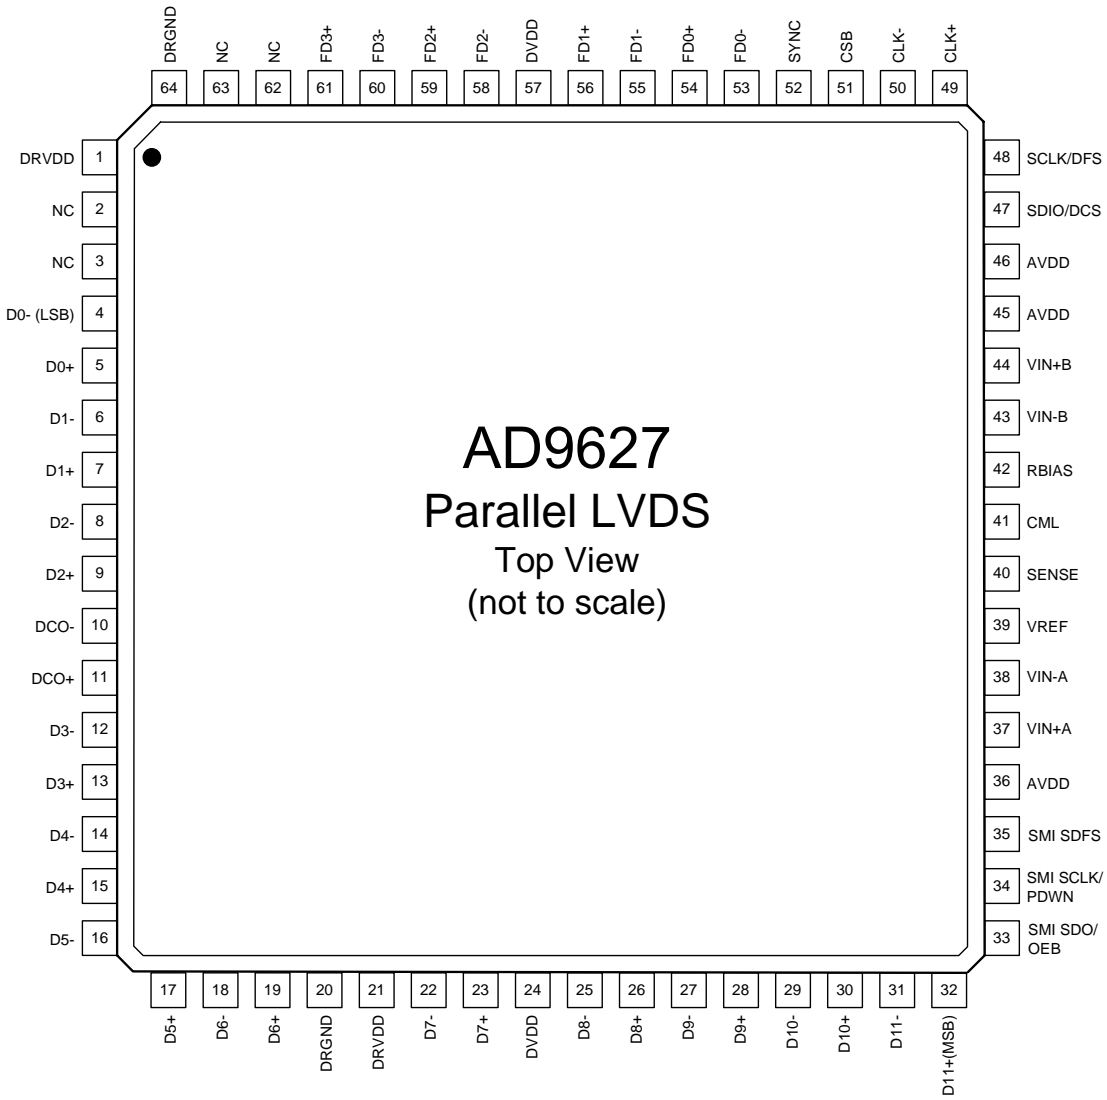 DRGND
NC
NC
FD3+
FD3-
FD2+
FD2-
DVDD
FD1+
FD1-
FD0+
FD0-
SYNC
CSB
CLK-
CLK+
64 63 62 61 60 59 58 57 56 55 54 53 52 51 50 49
DRVDD 1
NC 2
NC 3
D0- (LSB) 4
D0+ 5
D1- 6
D1+ 7
D2- 8
D2+ 9
DCO- 10
DCO+ 11
D3- 12
D3+ 13
D4- 14
D4+ 15
D5- 16
AD9627
Parallel LVDS
Top View
(not to scale)
48 SCLK/DFS
47 SDIO/DCS
46 AVDD
45 AVDD
44 VIN+B
43 VIN-B
42 RBIAS
41 CML
40 SENSE
39 VREF
38 VIN-A
37 VIN+A
36 AVDD
35 SMI SDFS
34 SMI SCLK/
PDWN
33 SMI SDO/
OEB
17 18 19 20 21 22 23 24 25 26 27 28 29 30 31 32
D5+
D6-
D6+
DRGND
DRVDD
D7-
D7+
DVDD
D8-
D8+
D9-
D9+
D10-
D10+
D11-
D11+(MSB)